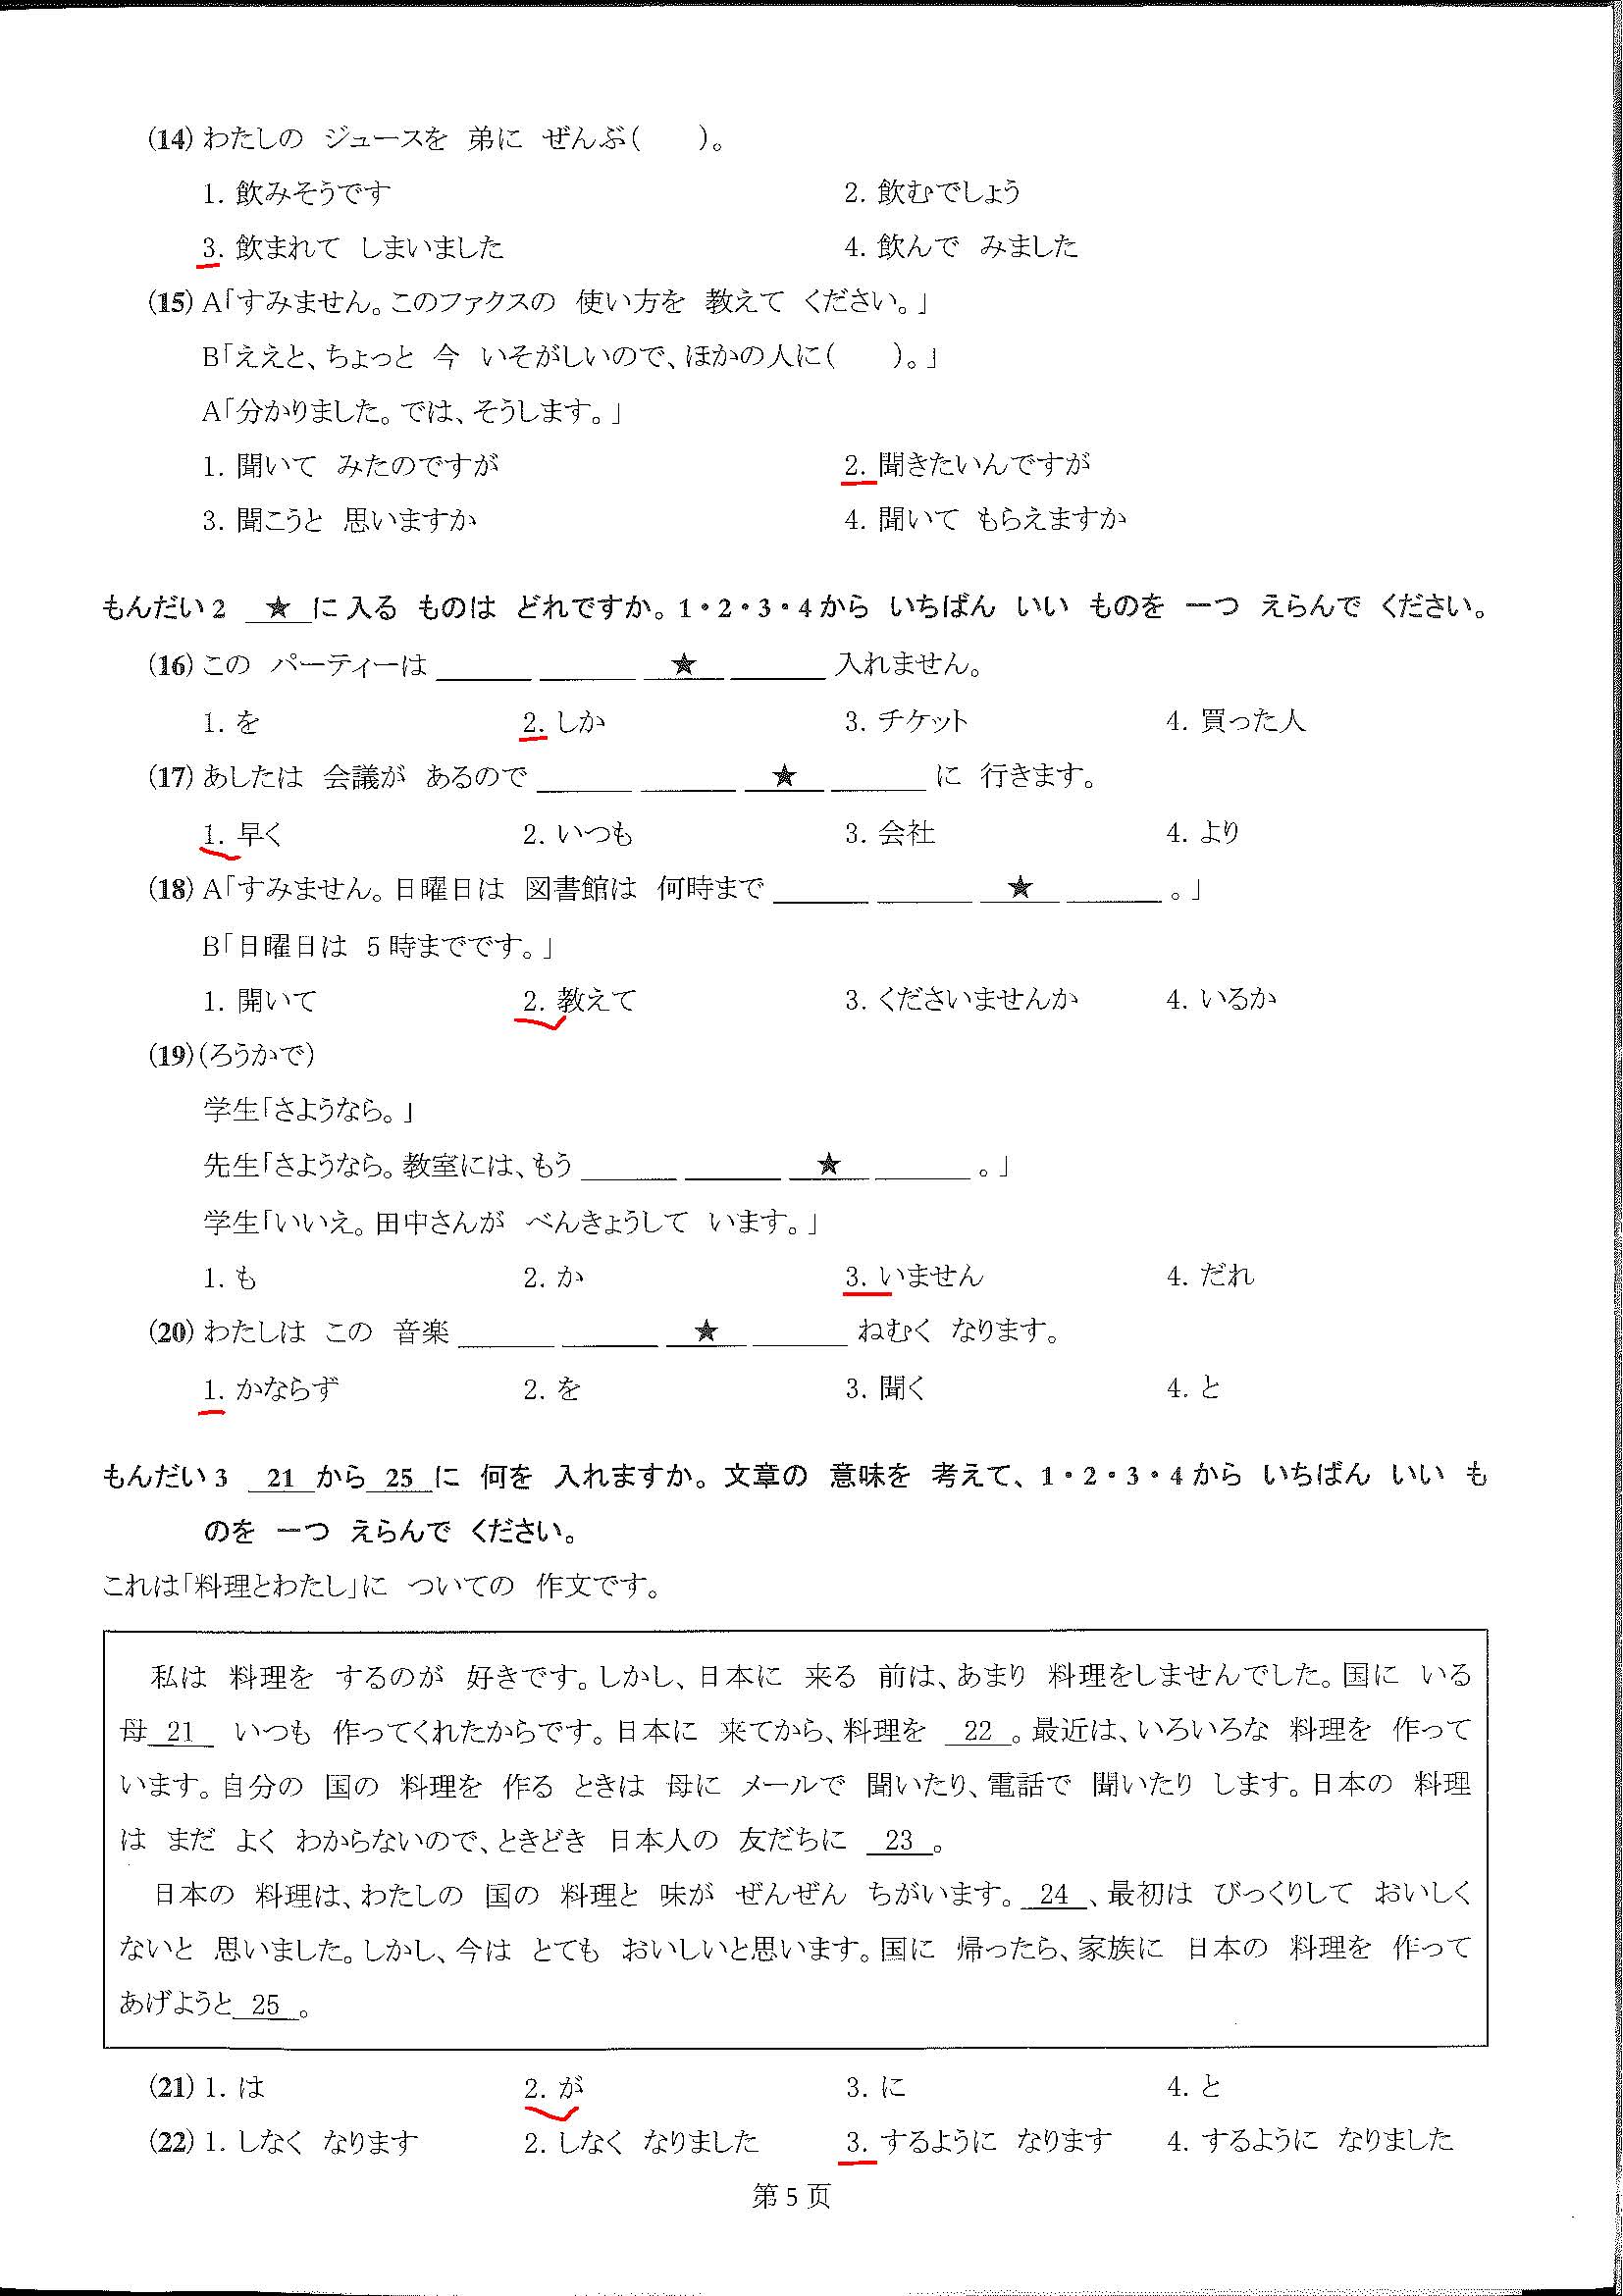 (14) わたしの ジュースを 弟に ぜんぶ(　　)。
1. 飲みそうです 2. 飲むでしょう
3. 飲まれて しまいました 4. 飲んで みました
(15) A「すみません。このファクスの 使い方を 教えて ください。」
B「ええと、ちょっと 今 いそがしいので、ほかの人に(　　)。」
A「分かりました。では、そうします。」
1. 聞いて みたのですが 2. 聞きたいんですが
3. 聞こうと 思いますか 4. 聞いて もらえますか
もんだい2 ＿★＿に 入る ものは どれですか。1・2・3・4から いちばん いい ものを 一つ えらんで ください。
(16) この パーティーは ＿＿＿ ＿＿＿ ＿★＿ ＿＿＿ 入れません。
1. を 2. しか 3. チケット 4. 買った人
(17) あしたは 会議が あるので ＿＿＿ ＿＿＿ ＿★＿ ＿＿＿ に 行きます。
1. 早く 2. いつも 3. 会社 4. より
(18) A「すみません。日曜日は 図書館は 何時まで ＿＿＿ ＿＿＿ ＿★＿ ＿＿＿ 。」
B「日曜日は 5時までです。」
1. 開いて 2. 教えて 3. くださいませんか 4. いるか
(19) (ろうかで)
学生「さようなら。」
先生「さようなら。教室には、もう ＿＿＿ ＿＿＿ ＿★＿ ＿＿＿ 。」
学生「いいえ。田中さんが べんきょうして います。」
1. も 2. か 3. いません 4. だれ
(20) わたしは この 音楽 ＿＿＿ ＿＿＿ ＿★＿ ＿＿＿ ねむく なります。
1. かならず 2. を 3. 聞く 4. と
もんだい3 ＿21＿から＿25＿に 何を 入れますか。文章の 意味を 考えて、1・2・3・4から いちばん いい も
のを 一つ えらんで ください。
これは「料理とわたし」に ついての 作文です。
私は 料理を するのが 好きです。しかし、日本に 来る 前は、あまり 料理をしませんでした。国に いる
母＿21＿ いつも 作ってくれたからです。日本に 来てから、料理を ＿22＿。最近は、いろいろな 料理を 作って
います。自分の 国の 料理を 作る ときは 母に メールで 聞いたり、電話で 聞いたり します。日本の 料理
は まだ よく わからないので、ときどき 日本人の 友だちに ＿23＿。
日本の 料理は、わたしの 国の 料理と 味が ぜんぜん ちがいます。＿24＿、最初は びっくりして おいしく
ないと 思いました。しかし、今は とても おいしいと思います。国に 帰ったら、家族に 日本の 料理を 作って
あげようと＿25＿。
(21) 1. は 2. が 3. に 4. と
(22) 1. しなく なります 2. しなく なりました 3. するように なります 4. するように なりました
第 5 页